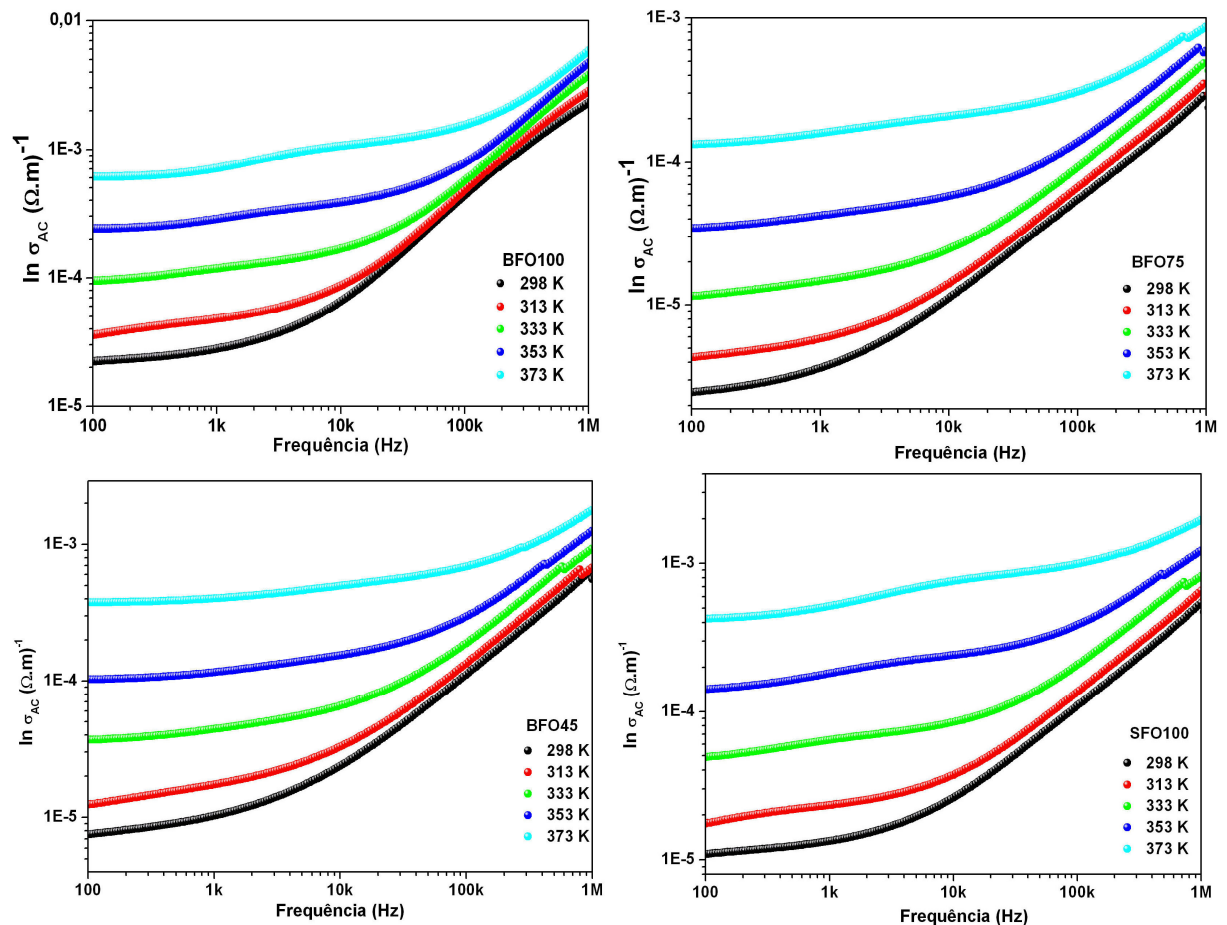 0,01
1E-3
1E-4
1E-5
ln σAC (Ω.m)^-1
BFO100
298 K
313 K
333 K
353 K
373 K
100 1k 10k 100k 1M
Frequência (Hz)
1E-3
1E-4
1E-5
ln σAC (Ω.m)^-1
BFO75
298 K
313 K
333 K
353 K
373 K
100 1k 10k 100k 1M
Frequência (Hz)
1E-3
1E-4
1E-5
ln σAC (Ω.m)^-1
BFO45
298 K
313 K
333 K
353 K
373 K
100 1k 10k 100k 1M
Frequência (Hz)
1E-3
1E-4
1E-5
ln σAC (Ω.m)^-1
SFO100
298 K
313 K
333 K
353 K
373 K
100 1k 10k 100k 1M
Frequência (Hz)